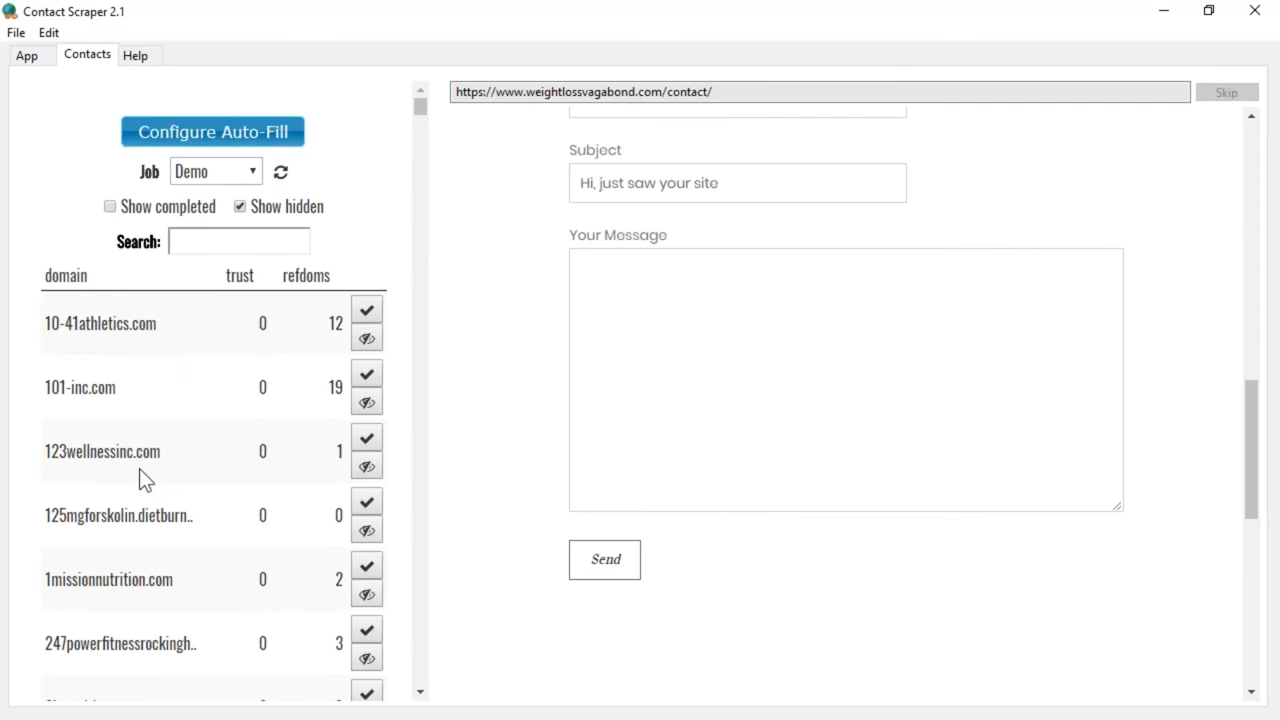 Contact Scraper 2.1
File Edit
App Contacts Help
https://www.weightlossvagabond.com/contact/ Skip
Configure Auto-Fill
Job Demo
Show completed Show hidden
Search:
domain trust refdoms
10-41athletics.com 0 12
101-inc.com 0 19
123wellnessinc.com 0 1
125mgforskolin.dietburn.. 0 0
1missionnutrition.com 0 2
247powerfitnessrockingh.. 0 3
Subject
Hi, just saw your site
Your Message
Send